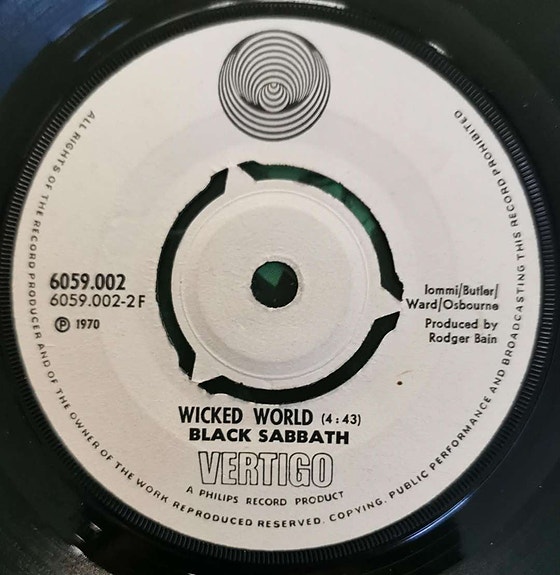 6059.002
6059.002-2F
Ⓟ 1970
Iommi/Butler/
Ward/Osbourne
Produced by
Rodger Bain
WICKED WORLD (4:43)
BLACK SABBATH
VERTIGO
A PHILIPS RECORD PRODUCT
ALL RIGHTS OF THE RECORD PRODUCER AND OF THE OWNER OF THE WORK REPRODUCED RESERVED. COPYING, PUBLIC PERFORMANCE AND BROADCASTING THIS RECORD PROHIBITED